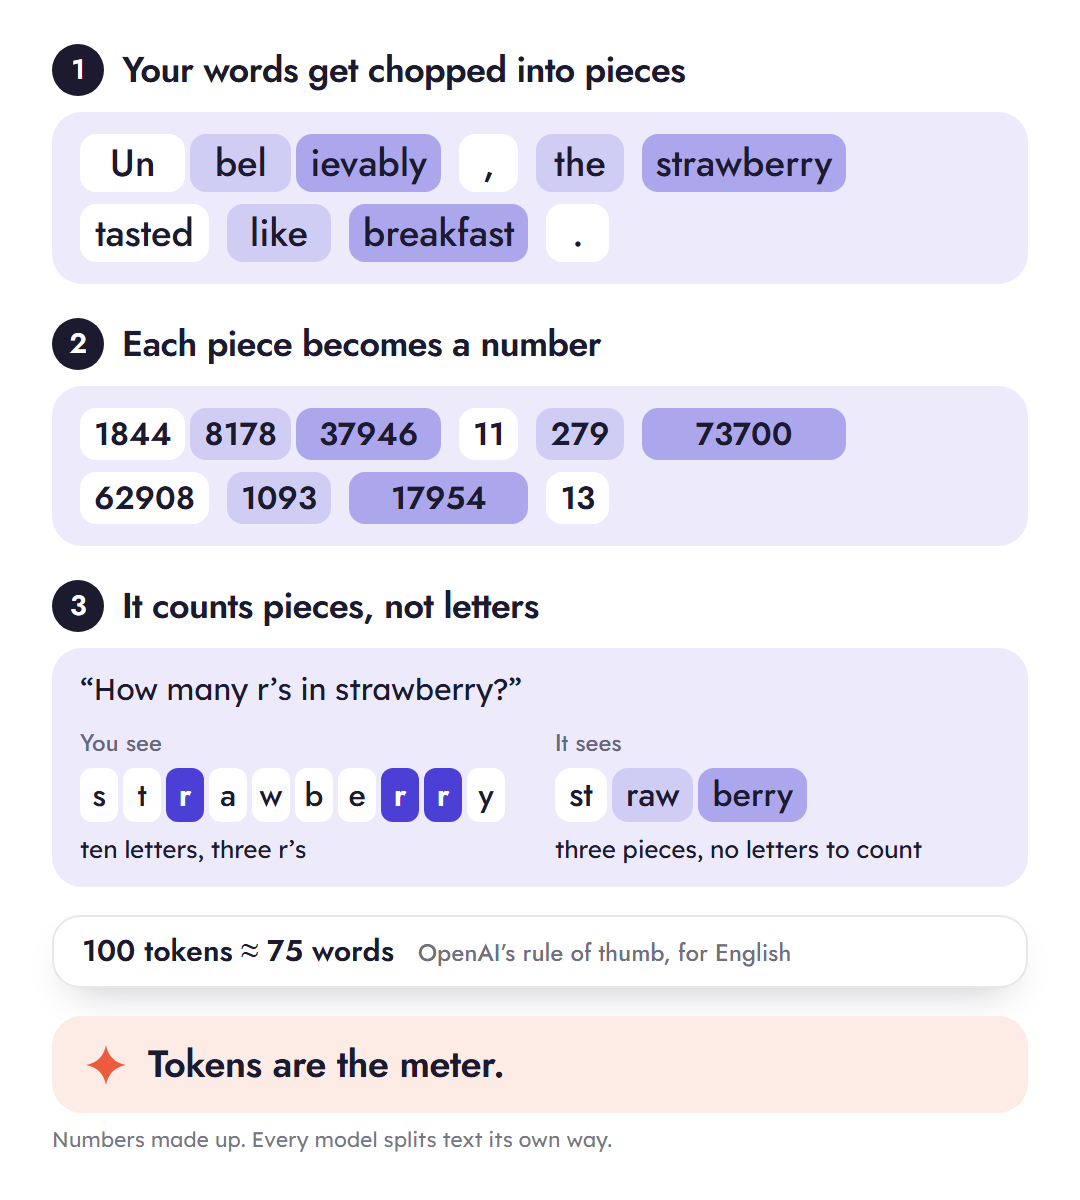 1 Your words get chopped into pieces
Un bel ievably , the strawberry
tasted like breakfast .
2 Each piece becomes a number
1844 8178 37946 11 279 73700
62908 1093 17954 13
3 It counts pieces, not letters
“How many r’s in strawberry?”
You see
s t r a w b e r r y
ten letters, three r’s
It sees
st raw berry
three pieces, no letters to count
100 tokens ≈ 75 words OpenAI’s rule of thumb, for English
Tokens are the meter.
Numbers made up. Every model splits text its own way.